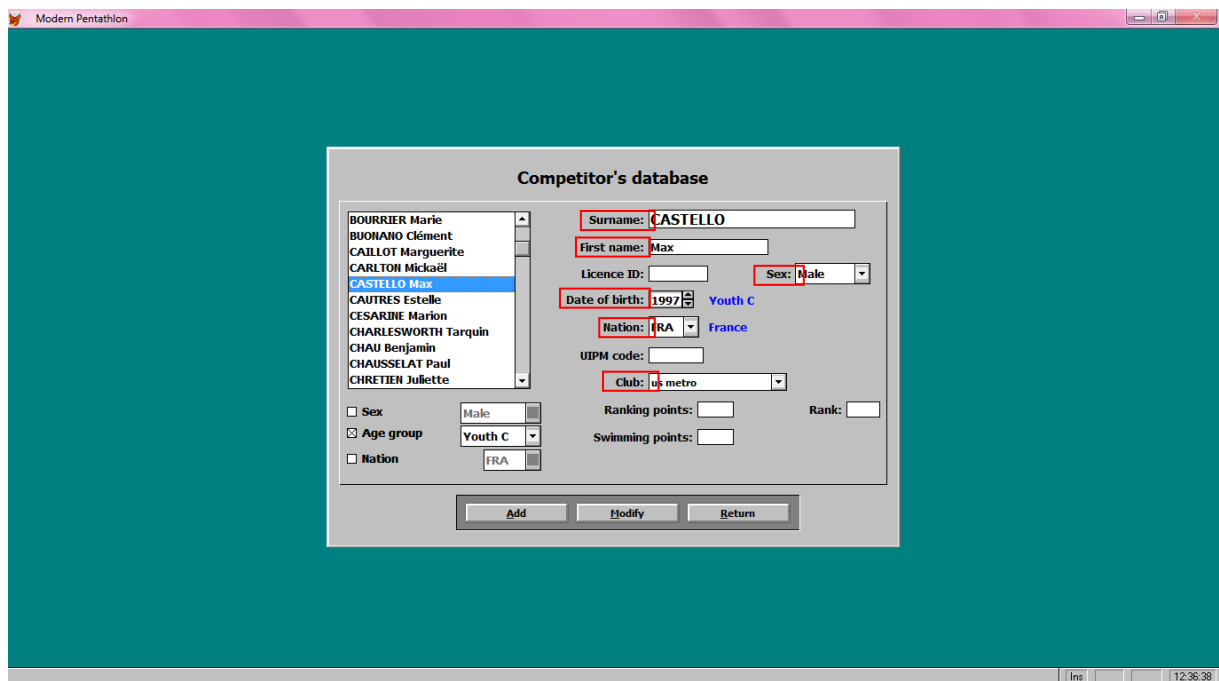 Modern Pentathlon
Competitor's database
BOURRIER Marie
BUONANO Clément
CAILLOT Marguerite
CARLTON Mickaël
CASTELLO Max
CAUTRES Estelle
CESARINE Marion
CHARLESWORTH Tarquin
CHAU Benjamin
CHAUSSELAT Paul
CHRETIEN Juliette
Surname: CASTELLO
First name: Max
Licence ID: Sex: Male
Date of birth: 1997 Youth C
Nation: FRA France
UIPM code:
Club: us metro
Ranking points: Rank:
Swimming points:
Sex Male
Age group Youth C
Nation FRA
Add Modify Return
Ins 12:36:38